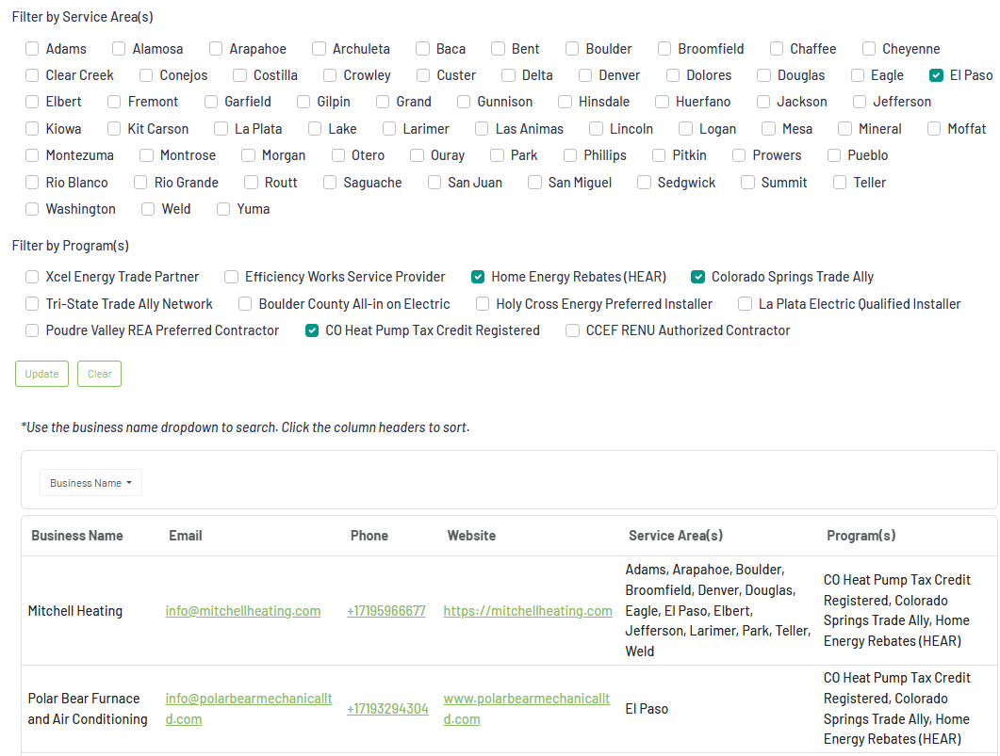 Filter by Service Area(s)
Adams Alamosa Arapahoe Archuleta Baca Bent Boulder Broomfield Chaffee Cheyenne
Clear Creek Conejos Costilla Crowley Custer Delta Denver Dolores Douglas Eagle El Paso
Elbert Fremont Garfield Gilpin Grand Gunnison Hinsdale Huerfano Jackson Jefferson
Kiowa Kit Carson La Plata Lake Larimer Las Animas Lincoln Logan Mesa Mineral Moffat
Montezuma Montrose Morgan Otero Ouray Park Phillips Pitkin Prowers Pueblo
Rio Blanco Rio Grande Routt Saguache San Juan San Miguel Sedgwick Summit Teller
Washington Weld Yuma
Filter by Program(s)
Xcel Energy Trade Partner Efficiency Works Service Provider Home Energy Rebates (HEAR) Colorado Springs Trade Ally
Tri-State Trade Ally Network Boulder County All-in on Electric Holy Cross Energy Preferred Installer La Plata Electric Qualified Installer
Poudre Valley REA Preferred Contractor CO Heat Pump Tax Credit Registered CCEF RENU Authorized Contractor
Update Clear
*Use the business name dropdown to search. Click the column headers to sort.
Business Name
Business Name Email Phone Website Service Area(s) Program(s)
Mitchell Heating
info@mitchellheating.com
+17195966677
https://mitchellheating.com
Adams, Arapahoe, Boulder,
Broomfield, Denver, Douglas,
Eagle, El Paso, Elbert,
Jefferson, Larimer, Park, Teller,
Weld
CO Heat Pump Tax Credit
Registered, Colorado
Springs Trade Ally, Home
Energy Rebates (HEAR)
Polar Bear Furnace
and Air Conditioning
info@polarbearmechanicallt
d.com
+17193294304
www.polarbearmechanicallt
d.com
El Paso
CO Heat Pump Tax Credit
Registered, Colorado
Springs Trade Ally, Home
Energy Rebates (HEAR)